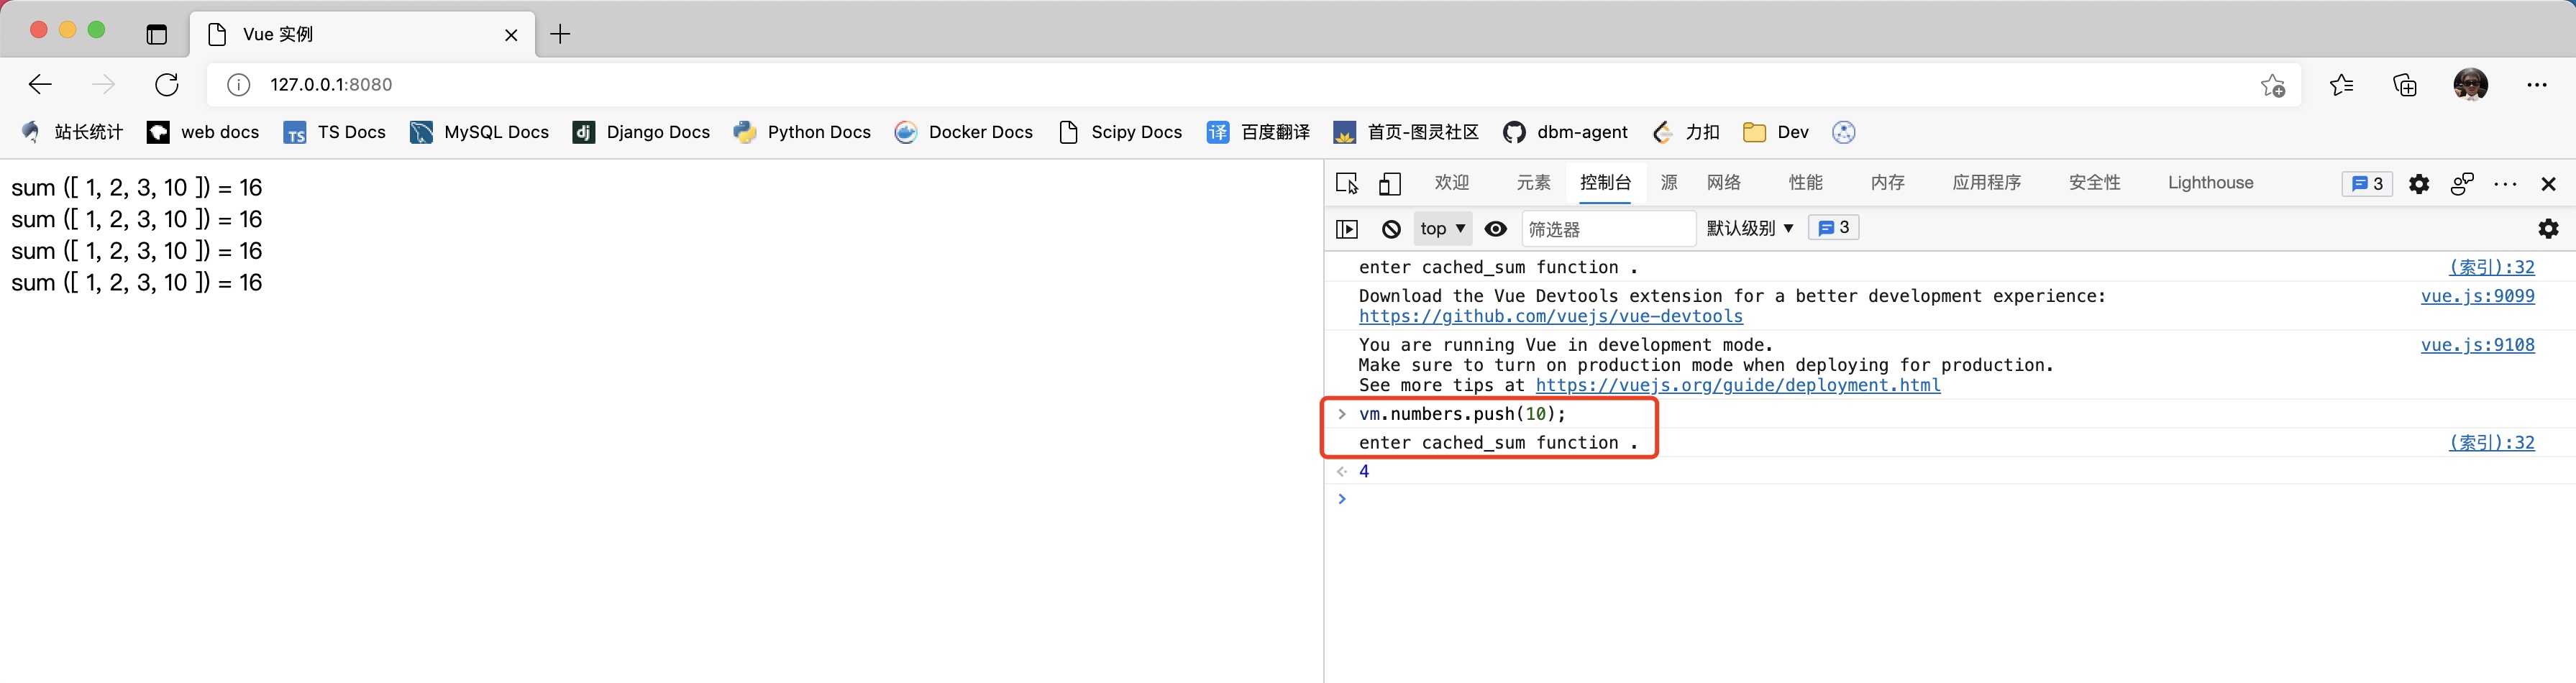 Vue 实例
127.0.0.1:8080
站长统计 web docs TS Docs MySQL Docs Django Docs Python Docs Docker Docs Scipy Docs 百度翻译 首页-图灵社区 dbm-agent 力扣 Dev
sum ([ 1, 2, 3, 10 ]) = 16
sum ([ 1, 2, 3, 10 ]) = 16
sum ([ 1, 2, 3, 10 ]) = 16
sum ([ 1, 2, 3, 10 ]) = 16
欢迎 元素 控制台 源 网络 性能 内存 应用程序 安全性 Lighthouse 3
top 筛选器 默认级别 3
enter cached_sum function . (索引):32
Download the Vue Devtools extension for a better development experience: vue.js:9099
https://github.com/vuejs/vue-devtools
You are running Vue in development mode. vue.js:9108
Make sure to turn on production mode when deploying for production.
See more tips at https://vuejs.org/guide/deployment.html
> vm.numbers.push(10);
enter cached_sum function . (索引):32
4